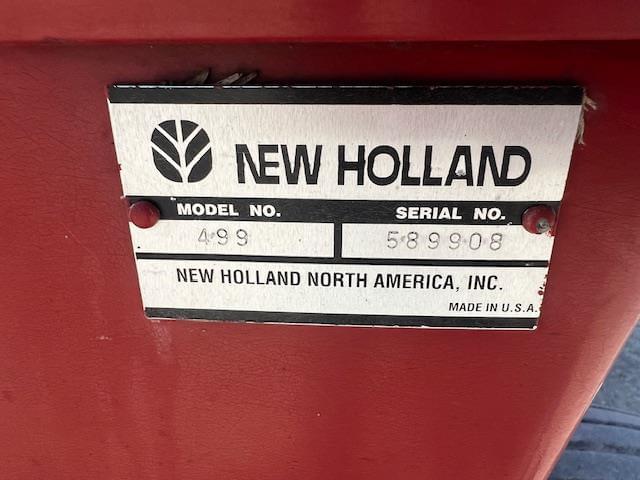 NEW HOLLAND
MODEL NO. SERIAL NO.
499 589908
NEW HOLLAND NORTH AMERICA, INC.
MADE IN U.S.A.